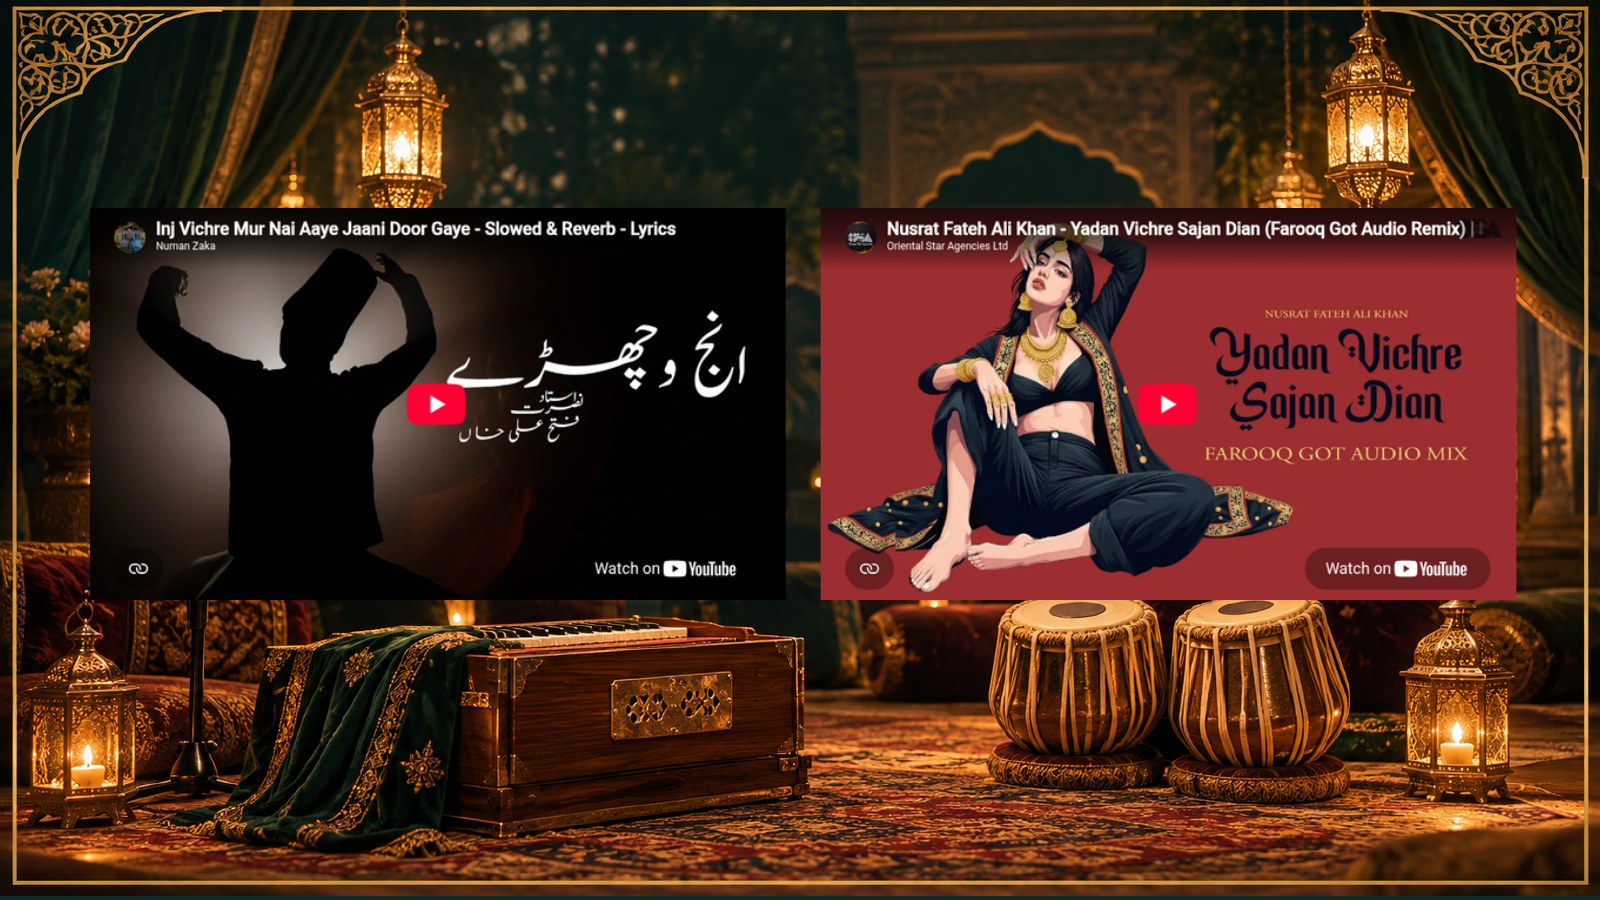 Inj Vichre Mur Nai Aaye Jaani Door Gaye - Slowed & Reverb - Lyrics
Numan Zaka
انج وچھڑے
استاد
نصرت
فتح علی خاں
Watch on YouTube
Nusrat Fateh Ali Khan - Yadan Vichre Sajan Dian (Farooq Got Audio Remix) |
Oriental Star Agencies Ltd
NUSRAT FATEH ALI KHAN
Yadan Vichre
Sajan Dian
FAROOQ GOT AUDIO MIX
Watch on YouTube